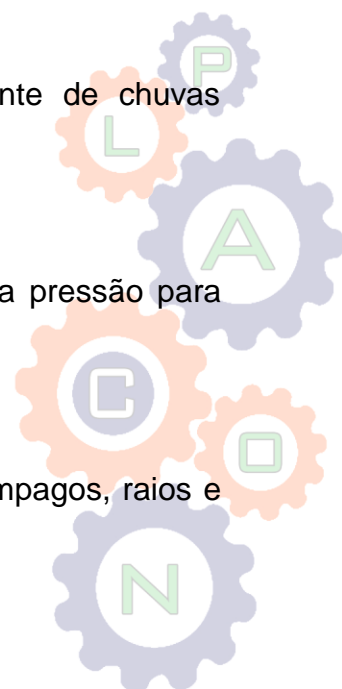 P
nte de chuvas
L
A
a pressão para
C
O
mpagos, raios e
N